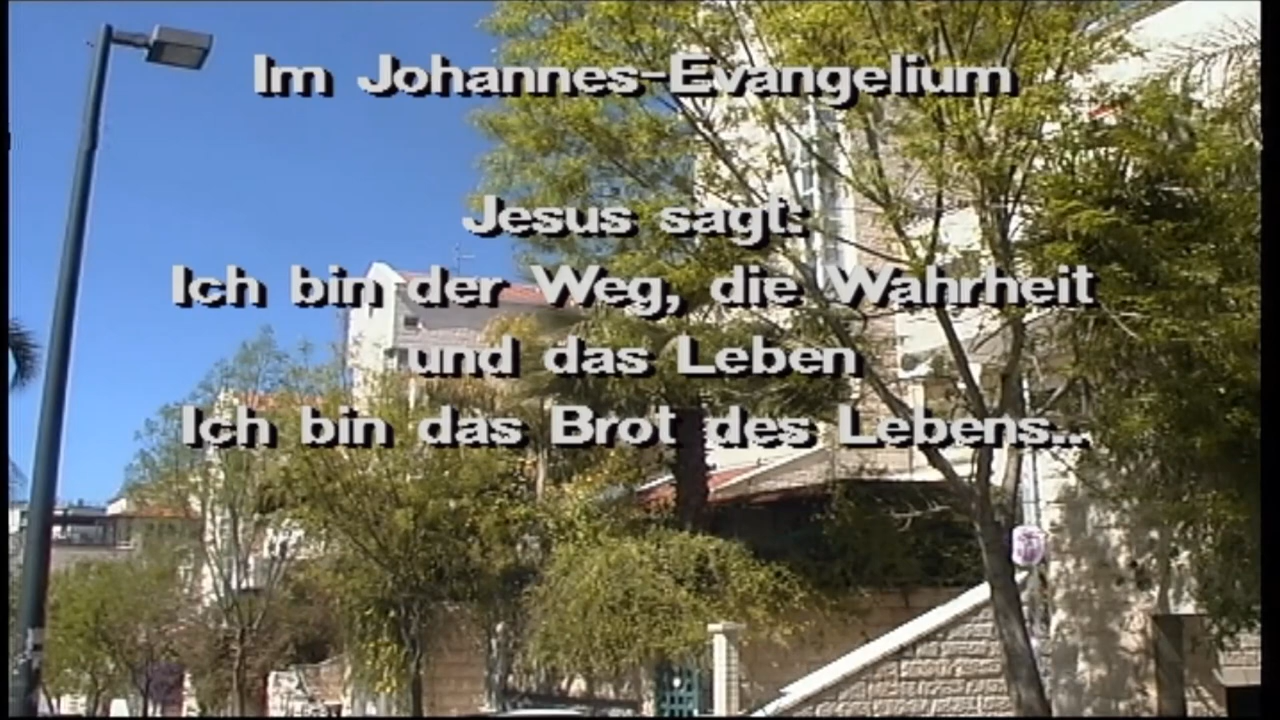 Im Johannes-Evangelium
Jesus sagt:
Ich bin der Weg, die Wahrheit
und das Leben
Ich bin das Brot des Lebens...